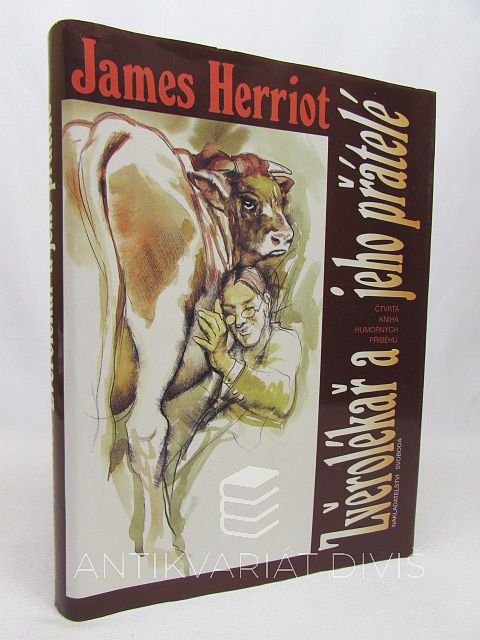 James Herriot
Zvěrolékař a jeho přátelé
ČTVRTÁ
KNIHA
HUMORNÝCH
PŘÍBĚHŮ
NAKLADATELSTVÍ SVOBODA
ANTIKVARIÁT DIVIŠ